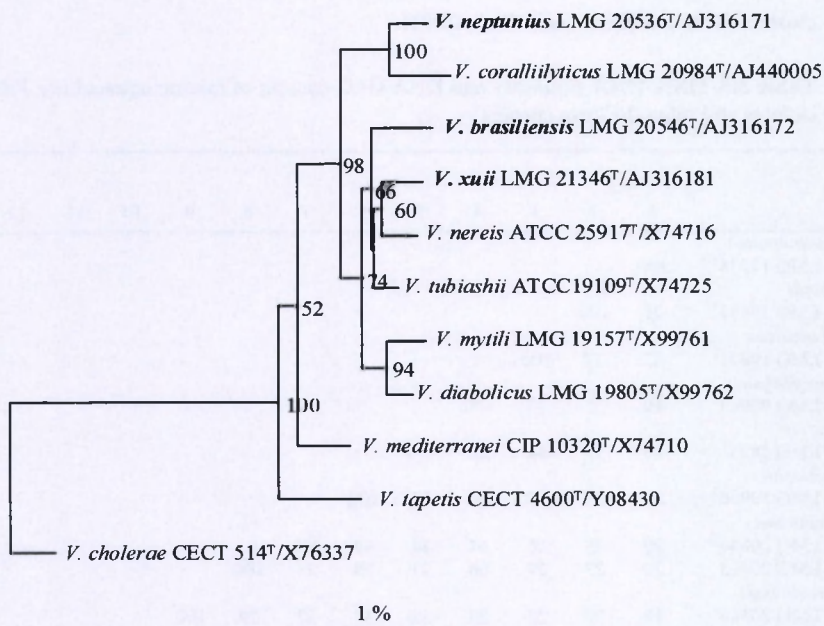 V. neptunius LMG 20536ᵀ/AJ316171
100
V. coralliilyticus LMG 20984ᵀ/AJ440005
V. brasiliensis LMG 20546ᵀ/AJ316172
98
V. xuii LMG 21346ᵀ/AJ316181
66
60
V. nereis ATCC 25917ᵀ/X74716
74
V. tubiashii ATCC19109ᵀ/X74725
52
V. mytili LMG 19157ᵀ/X99761
94
V. diabolicus LMG 19805ᵀ/X99762
100
V. mediterranei CIP 10320ᵀ/X74710
V. tapetis CECT 4600ᵀ/Y08430
V. cholerae CECT 514ᵀ/X76337
1 %